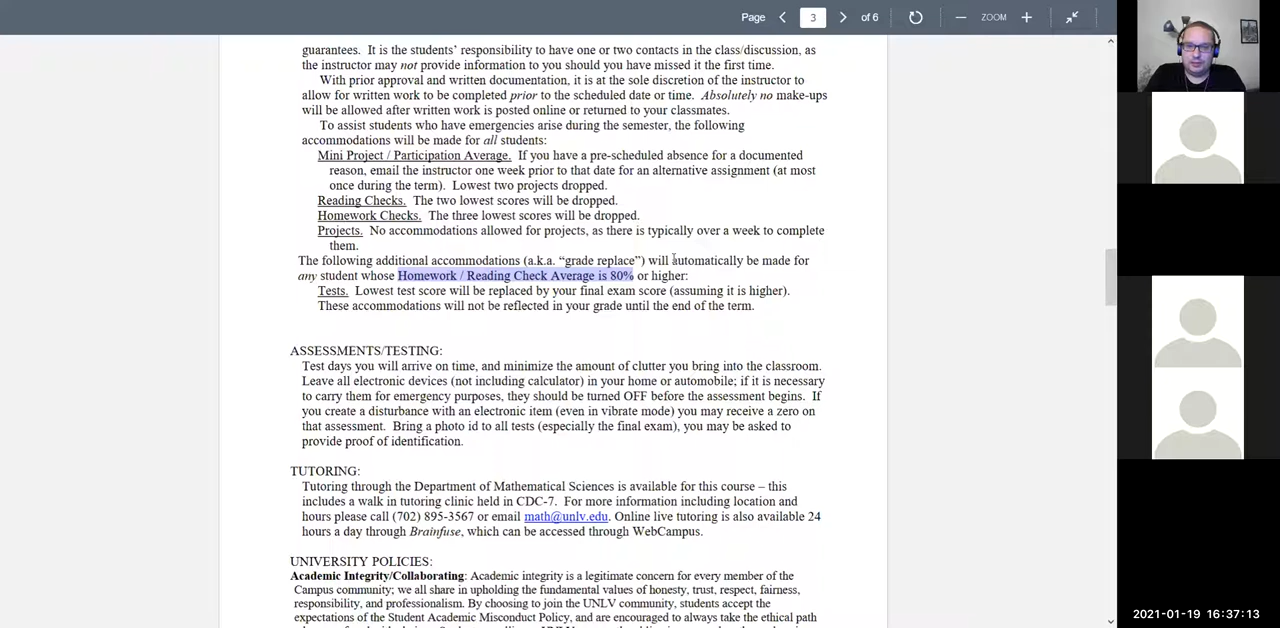 Page 3 of 6 ZOOM
guarantees. It is the students' responsibility to have one or two contacts in the class/discussion, as
the instructor may not provide information to you should you have missed it the first time.
With prior approval and written documentation, it is at the sole discretion of the instructor to
allow for written work to be completed prior to the scheduled date or time. Absolutely no make-ups
will be allowed after written work is posted online or returned to your classmates.
To assist students who have emergencies arise during the semester, the following
accommodations will be made for all students:
Mini Project / Participation Average. If you have a pre-scheduled absence for a documented
reason, email the instructor one week prior to that date for an alternative assignment (at most
once during the term). Lowest two projects dropped.
Reading Checks. The two lowest scores will be dropped.
Homework Checks. The three lowest scores will be dropped.
Projects. No accommodations allowed for projects, as there is typically over a week to complete
them.
The following additional accommodations (a.k.a. “grade replace”) will automatically be made for
any student whose Homework / Reading Check Average is 80% or higher:
Tests. Lowest test score will be replaced by your final exam score (assuming it is higher).
These accommodations will not be reflected in your grade until the end of the term.
ASSESSMENTS/TESTING:
Test days you will arrive on time, and minimize the amount of clutter you bring into the classroom.
Leave all electronic devices (not including calculator) in your home or automobile; if it is necessary
to carry them for emergency purposes, they should be turned OFF before the assessment begins. If
you create a disturbance with an electronic item (even in vibrate mode) you may receive a zero on
that assessment. Bring a photo id to all tests (especially the final exam), you may be asked to
provide proof of identification.
TUTORING:
Tutoring through the Department of Mathematical Sciences is available for this course – this
includes a walk in tutoring clinic held in CDC-7. For more information including location and
hours please call (702) 895-3567 or email math@unlv.edu. Online live tutoring is also available 24
hours a day through Brainfuse, which can be accessed through WebCampus.
UNIVERSITY POLICIES:
Academic Integrity/Collaborating: Academic integrity is a legitimate concern for every member of the
Campus community; we all share in upholding the fundamental values of honesty, trust, respect, fairness,
responsibility, and professionalism. By choosing to join the UNLV community, students accept the
expectations of the Student Academic Misconduct Policy, and are encouraged to always take the ethical path
2021-01-19 16:37:13